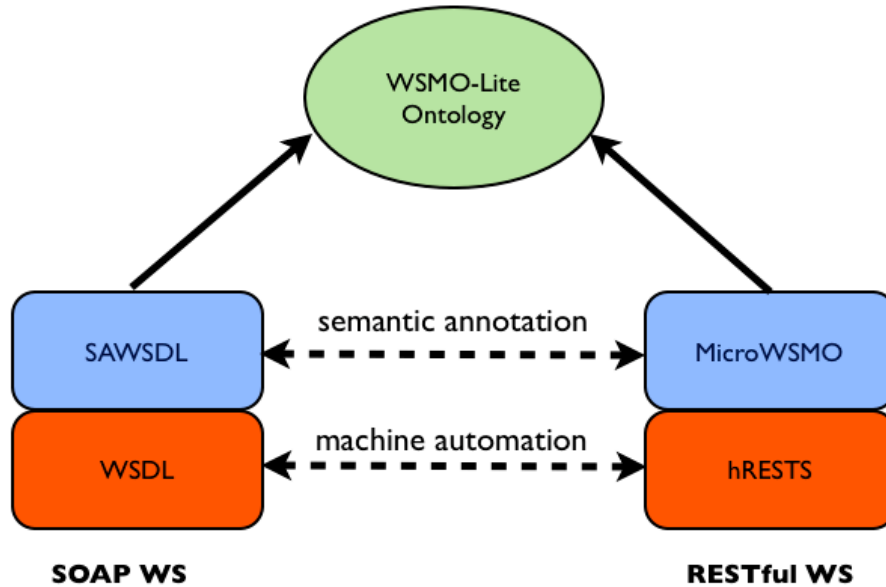 WSMO-Lite
Ontology
semantic annotation
SAWSDL
MicroWSMO
machine automation
WSDL
hRESTS
SOAP WS
RESTful WS